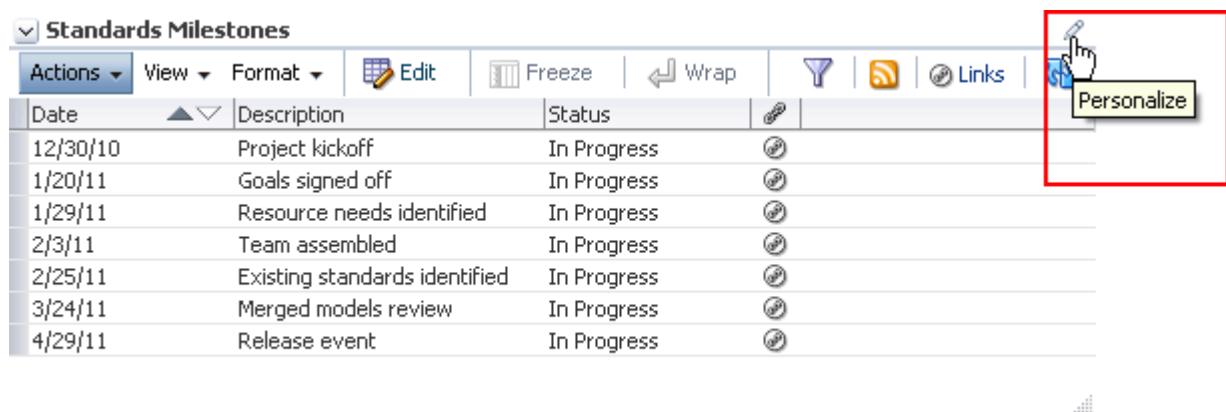 Standards Milestones
Actions View Format Edit Freeze Wrap Links
Personalize
Date Description Status
12/30/10 Project kickoff In Progress
1/20/11 Goals signed off In Progress
1/29/11 Resource needs identified In Progress
2/3/11 Team assembled In Progress
2/25/11 Existing standards identified In Progress
3/24/11 Merged models review In Progress
4/29/11 Release event In Progress